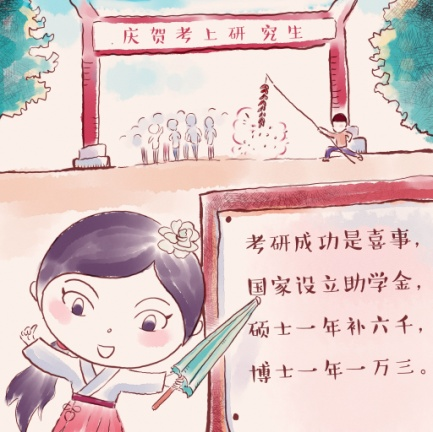 庆贺考上研究生
考研成功是喜事，
国家设立助学金，
硕士一年补六千，
博士一年一万三。